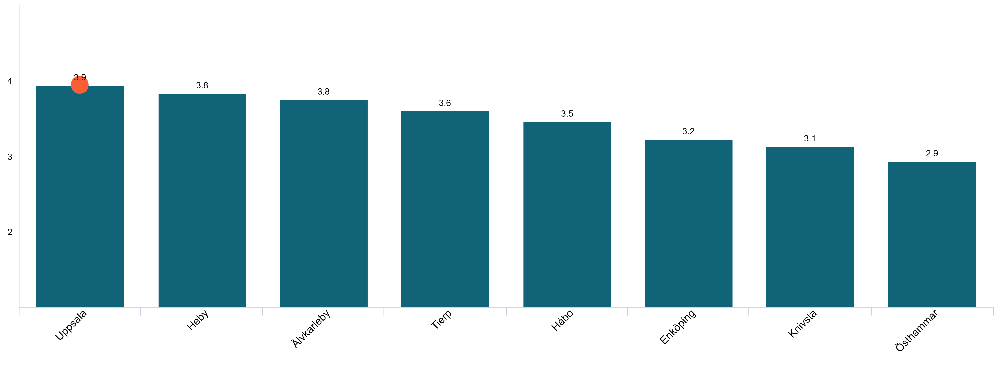 4
3
2
3.9
3.8
3.8
3.6
3.5
3.2
3.1
2.9
Uppsala
Heby
Älvkarleby
Tierp
Håbo
Enköping
Knivsta
Östhammar